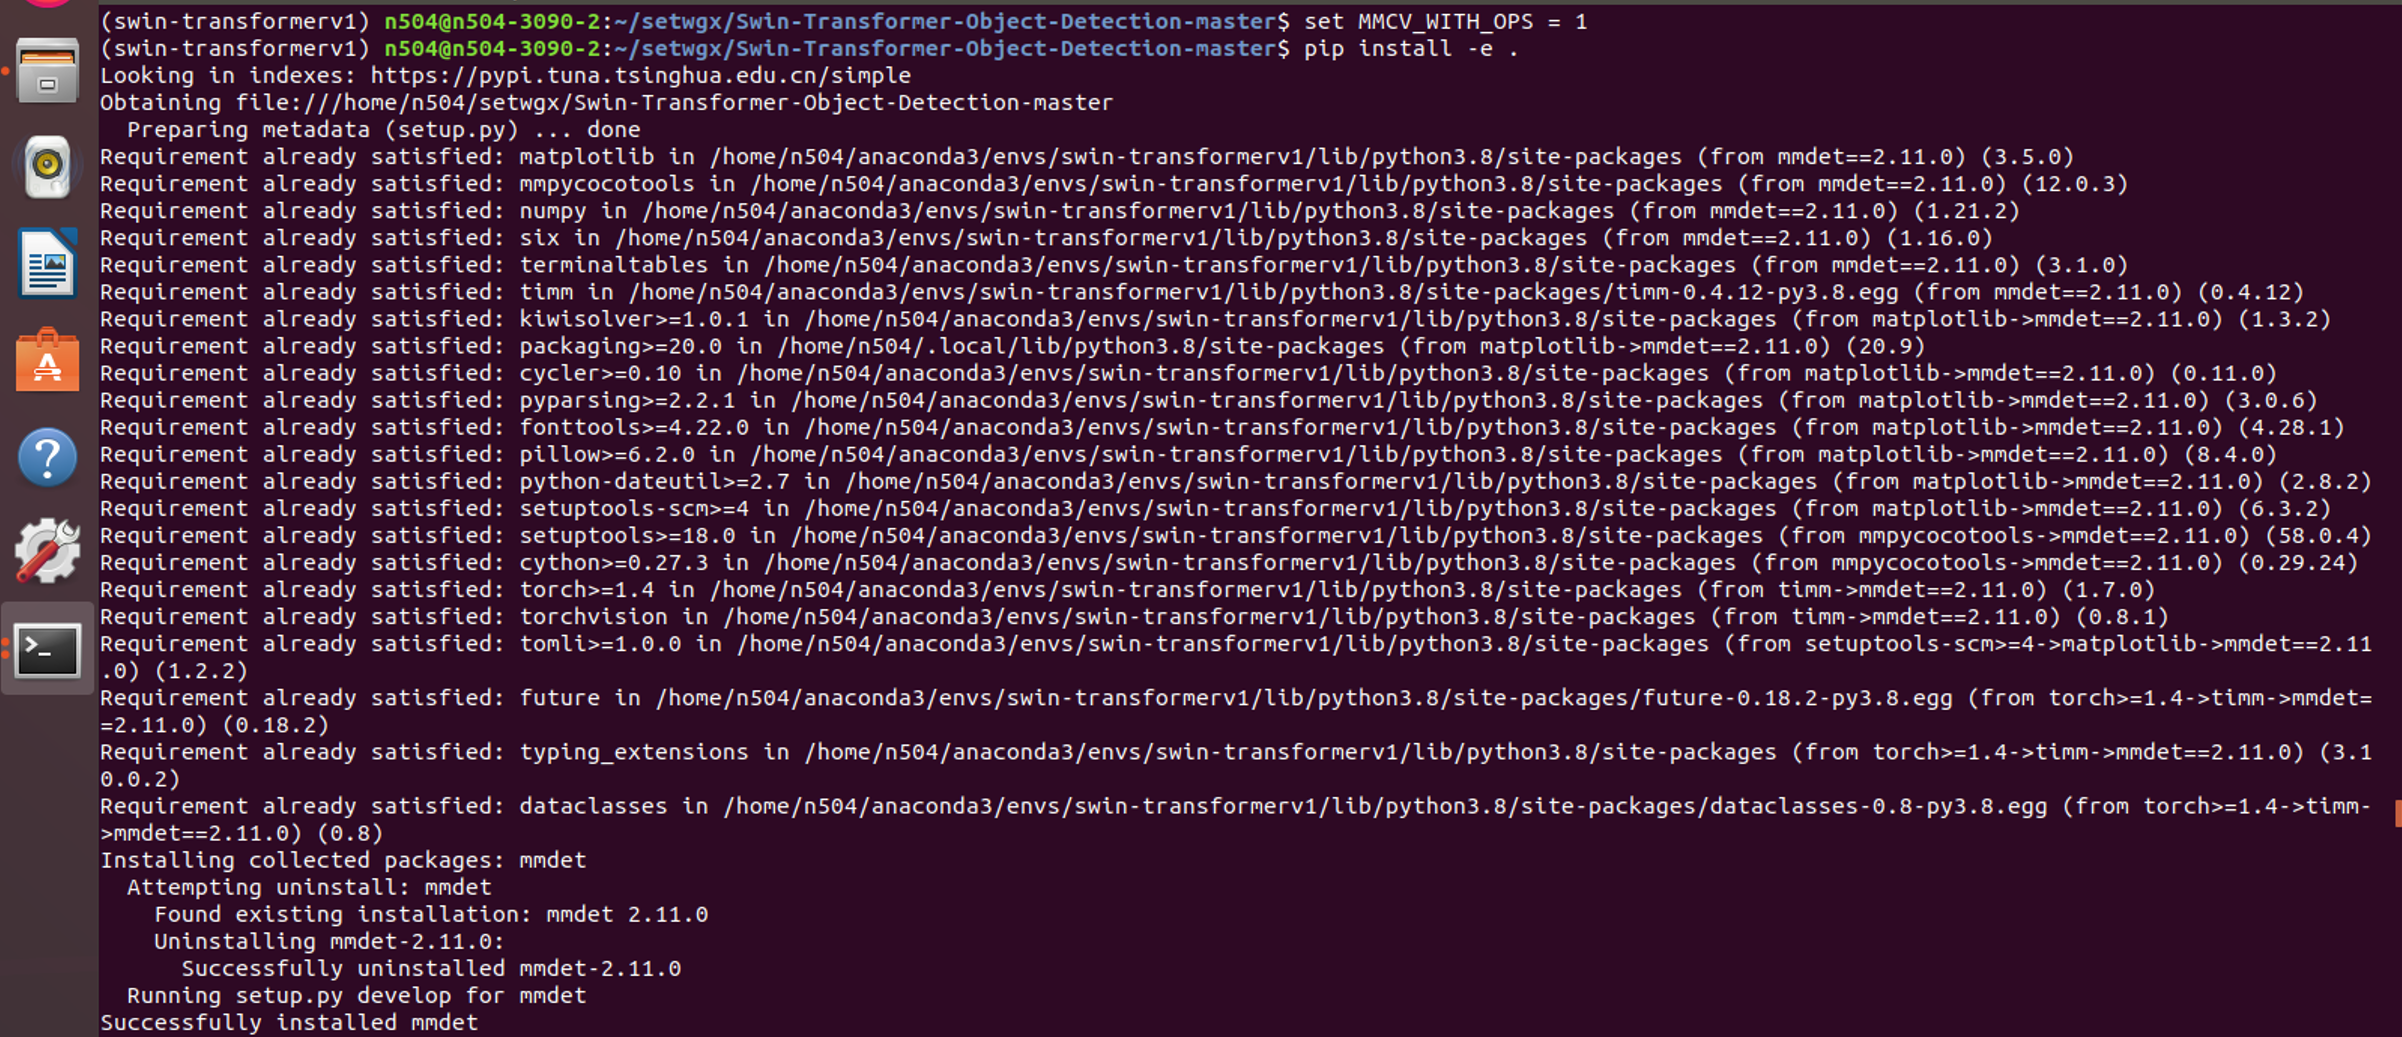 (swin-transformerv1) n504@n504-3090-2:~/setwgx/Swin-Transformer-Object-Detection-master$ set MMCV_WITH_OPS = 1
(swin-transformerv1) n504@n504-3090-2:~/setwgx/Swin-Transformer-Object-Detection-master$ pip install -e .
Looking in indexes: https://pypi.tuna.tsinghua.edu.cn/simple
Obtaining file:///home/n504/setwgx/Swin-Transformer-Object-Detection-master
  Preparing metadata (setup.py) ... done
Requirement already satisfied: matplotlib in /home/n504/anaconda3/envs/swin-transformerv1/lib/python3.8/site-packages (from mmdet==2.11.0) (3.5.0)
Requirement already satisfied: mmpycocotools in /home/n504/anaconda3/envs/swin-transformerv1/lib/python3.8/site-packages (from mmdet==2.11.0) (12.0.3)
Requirement already satisfied: numpy in /home/n504/anaconda3/envs/swin-transformerv1/lib/python3.8/site-packages (from mmdet==2.11.0) (1.21.2)
Requirement already satisfied: six in /home/n504/anaconda3/envs/swin-transformerv1/lib/python3.8/site-packages (from mmdet==2.11.0) (1.16.0)
Requirement already satisfied: terminaltables in /home/n504/anaconda3/envs/swin-transformerv1/lib/python3.8/site-packages (from mmdet==2.11.0) (3.1.0)
Requirement already satisfied: timm in /home/n504/anaconda3/envs/swin-transformerv1/lib/python3.8/site-packages/timm-0.4.12-py3.8.egg (from mmdet==2.11.0) (0.4.12)
Requirement already satisfied: kiwisolver>=1.0.1 in /home/n504/anaconda3/envs/swin-transformerv1/lib/python3.8/site-packages (from matplotlib->mmdet==2.11.0) (1.3.2)
Requirement already satisfied: packaging>=20.0 in /home/n504/.local/lib/python3.8/site-packages (from matplotlib->mmdet==2.11.0) (20.9)
Requirement already satisfied: cycler>=0.10 in /home/n504/anaconda3/envs/swin-transformerv1/lib/python3.8/site-packages (from matplotlib->mmdet==2.11.0) (0.11.0)
Requirement already satisfied: pyparsing>=2.2.1 in /home/n504/anaconda3/envs/swin-transformerv1/lib/python3.8/site-packages (from matplotlib->mmdet==2.11.0) (3.0.6)
Requirement already satisfied: fonttools>=4.22.0 in /home/n504/anaconda3/envs/swin-transformerv1/lib/python3.8/site-packages (from matplotlib->mmdet==2.11.0) (4.28.1)
Requirement already satisfied: pillow>=6.2.0 in /home/n504/anaconda3/envs/swin-transformerv1/lib/python3.8/site-packages (from matplotlib->mmdet==2.11.0) (8.4.0)
Requirement already satisfied: python-dateutil>=2.7 in /home/n504/anaconda3/envs/swin-transformerv1/lib/python3.8/site-packages (from matplotlib->mmdet==2.11.0) (2.8.2)
Requirement already satisfied: setuptools-scm>=4 in /home/n504/anaconda3/envs/swin-transformerv1/lib/python3.8/site-packages (from matplotlib->mmdet==2.11.0) (6.3.2)
Requirement already satisfied: setuptools>=18.0 in /home/n504/anaconda3/envs/swin-transformerv1/lib/python3.8/site-packages (from mmpycocotools->mmdet==2.11.0) (58.0.4)
Requirement already satisfied: cython>=0.27.3 in /home/n504/anaconda3/envs/swin-transformerv1/lib/python3.8/site-packages (from mmpycocotools->mmdet==2.11.0) (0.29.24)
Requirement already satisfied: torch>=1.4 in /home/n504/anaconda3/envs/swin-transformerv1/lib/python3.8/site-packages (from timm->mmdet==2.11.0) (1.7.0)
Requirement already satisfied: torchvision in /home/n504/anaconda3/envs/swin-transformerv1/lib/python3.8/site-packages (from timm->mmdet==2.11.0) (0.8.1)
Requirement already satisfied: tomli>=1.0.0 in /home/n504/anaconda3/envs/swin-transformerv1/lib/python3.8/site-packages (from setuptools-scm>=4->matplotlib->mmdet==2.11
.0) (1.2.2)
Requirement already satisfied: future in /home/n504/anaconda3/envs/swin-transformerv1/lib/python3.8/site-packages/future-0.18.2-py3.8.egg (from torch>=1.4->timm->mmdet=
=2.11.0) (0.18.2)
Requirement already satisfied: typing_extensions in /home/n504/anaconda3/envs/swin-transformerv1/lib/python3.8/site-packages (from torch>=1.4->timm->mmdet==2.11.0) (3.1
0.0.2)
Requirement already satisfied: dataclasses in /home/n504/anaconda3/envs/swin-transformerv1/lib/python3.8/site-packages/dataclasses-0.8-py3.8.egg (from torch>=1.4->timm-
>mmdet==2.11.0) (0.8)
Installing collected packages: mmdet
  Attempting uninstall: mmdet
    Found existing installation: mmdet 2.11.0
    Uninstalling mmdet-2.11.0:
      Successfully uninstalled mmdet-2.11.0
  Running setup.py develop for mmdet
Successfully installed mmdet